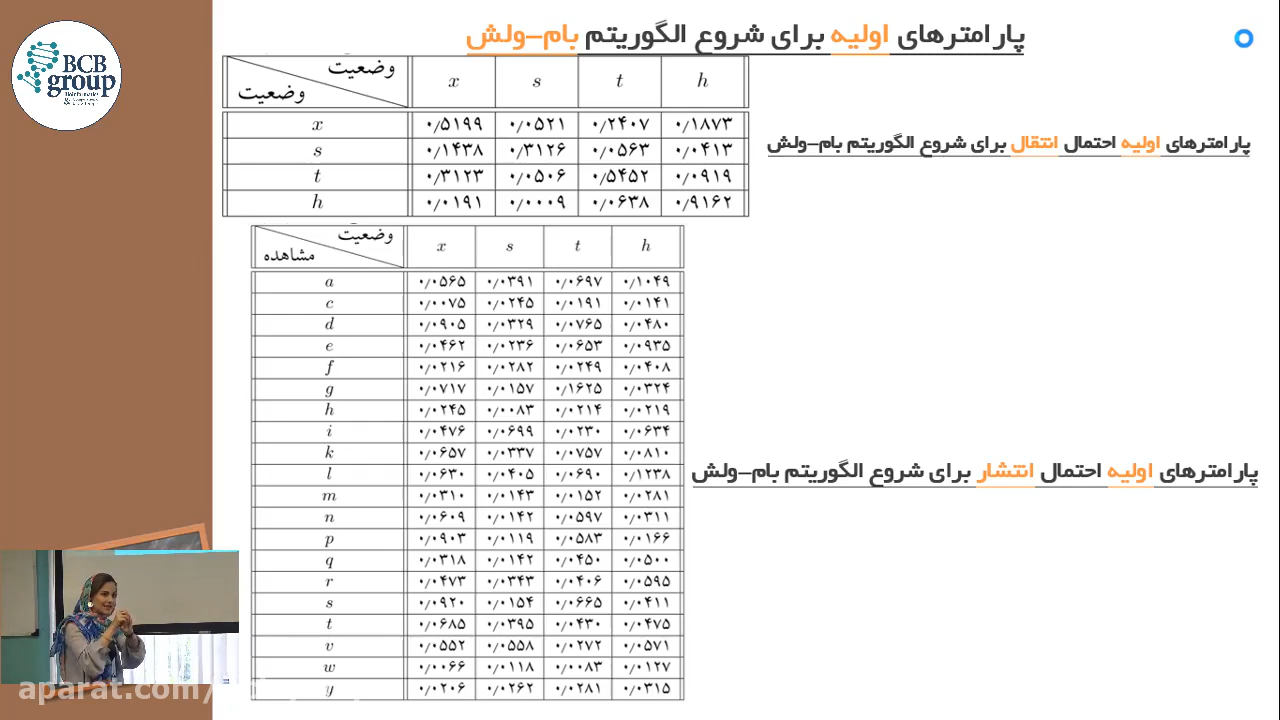 پارامترهای اولیه برای شروع الگوریتم بام-ولش
BCB
group
وضعیت x s t h
وضعیت
x ۰/۵۱۹۹ ۰/۰۵۲۱ ۰/۲۴۰۷ ۰/۱۸۷۳
s ۰/۱۴۳۸ ۰/۳۱۲۶ ۰/۰۵۶۳ ۰/۰۴۱۳
t ۰/۳۱۲۳ ۰/۰۵۰۶ ۰/۵۴۵۲ ۰/۰۹۱۹
h ۰/۰۱۹۱ ۰/۰۰۰۹ ۰/۰۶۳۸ ۰/۹۱۶۲
پارامترهای اولیه احتمال انتقال برای شروع الگوریتم بام-ولش
وضعیت x s t h
مشاهده
a ۰/۰۵۶۵ ۰/۰۳۹۱ ۰/۰۶۹۷ ۰/۱۰۴۹
c ۰/۰۰۷۵ ۰/۰۲۴۵ ۰/۰۱۹۱ ۰/۰۱۴۱
d ۰/۰۹۰۵ ۰/۰۳۲۹ ۰/۰۷۶۵ ۰/۰۴۸۰
e ۰/۰۴۶۲ ۰/۰۲۳۶ ۰/۰۶۵۳ ۰/۰۹۳۵
f ۰/۰۲۱۶ ۰/۰۲۸۲ ۰/۰۲۴۹ ۰/۰۴۰۸
g ۰/۰۷۱۷ ۰/۰۱۵۷ ۰/۱۶۲۵ ۰/۰۳۲۴
h ۰/۰۲۴۵ ۰/۰۰۸۳ ۰/۰۲۱۴ ۰/۰۲۱۹
i ۰/۰۴۷۶ ۰/۰۶۹۹ ۰/۰۲۳۰ ۰/۰۶۳۴
k ۰/۰۶۵۷ ۰/۰۳۳۷ ۰/۰۷۵۷ ۰/۰۸۱۰
l ۰/۰۶۳۰ ۰/۰۴۰۵ ۰/۰۶۹۰ ۰/۱۲۳۸
m ۰/۰۳۱۰ ۰/۰۱۴۳ ۰/۰۱۵۲ ۰/۰۲۸۱
n ۰/۰۶۰۹ ۰/۰۱۴۲ ۰/۰۵۹۷ ۰/۰۳۱۱
p ۰/۰۹۰۳ ۰/۰۱۱۹ ۰/۰۵۸۳ ۰/۰۱۶۶
q ۰/۰۳۱۸ ۰/۰۱۴۲ ۰/۰۴۵۰ ۰/۰۵۰۰
r ۰/۰۴۷۳ ۰/۰۳۴۳ ۰/۰۴۰۶ ۰/۰۵۹۵
s ۰/۰۹۲۰ ۰/۰۱۵۴ ۰/۰۶۶۵ ۰/۰۴۱۱
t ۰/۰۶۸۵ ۰/۰۳۹۵ ۰/۰۴۳۰ ۰/۰۴۷۵
v ۰/۰۵۵۲ ۰/۰۵۵۸ ۰/۰۲۷۲ ۰/۰۵۷۱
w ۰/۰۰۶۶ ۰/۰۱۱۸ ۰/۰۰۸۳ ۰/۰۱۲۷
y ۰/۰۲۰۶ ۰/۰۲۶۲ ۰/۰۲۸۱ ۰/۰۳۱۵
پارامترهای اولیه احتمال انتشار برای شروع الگوریتم بام-ولش
aparat.com/